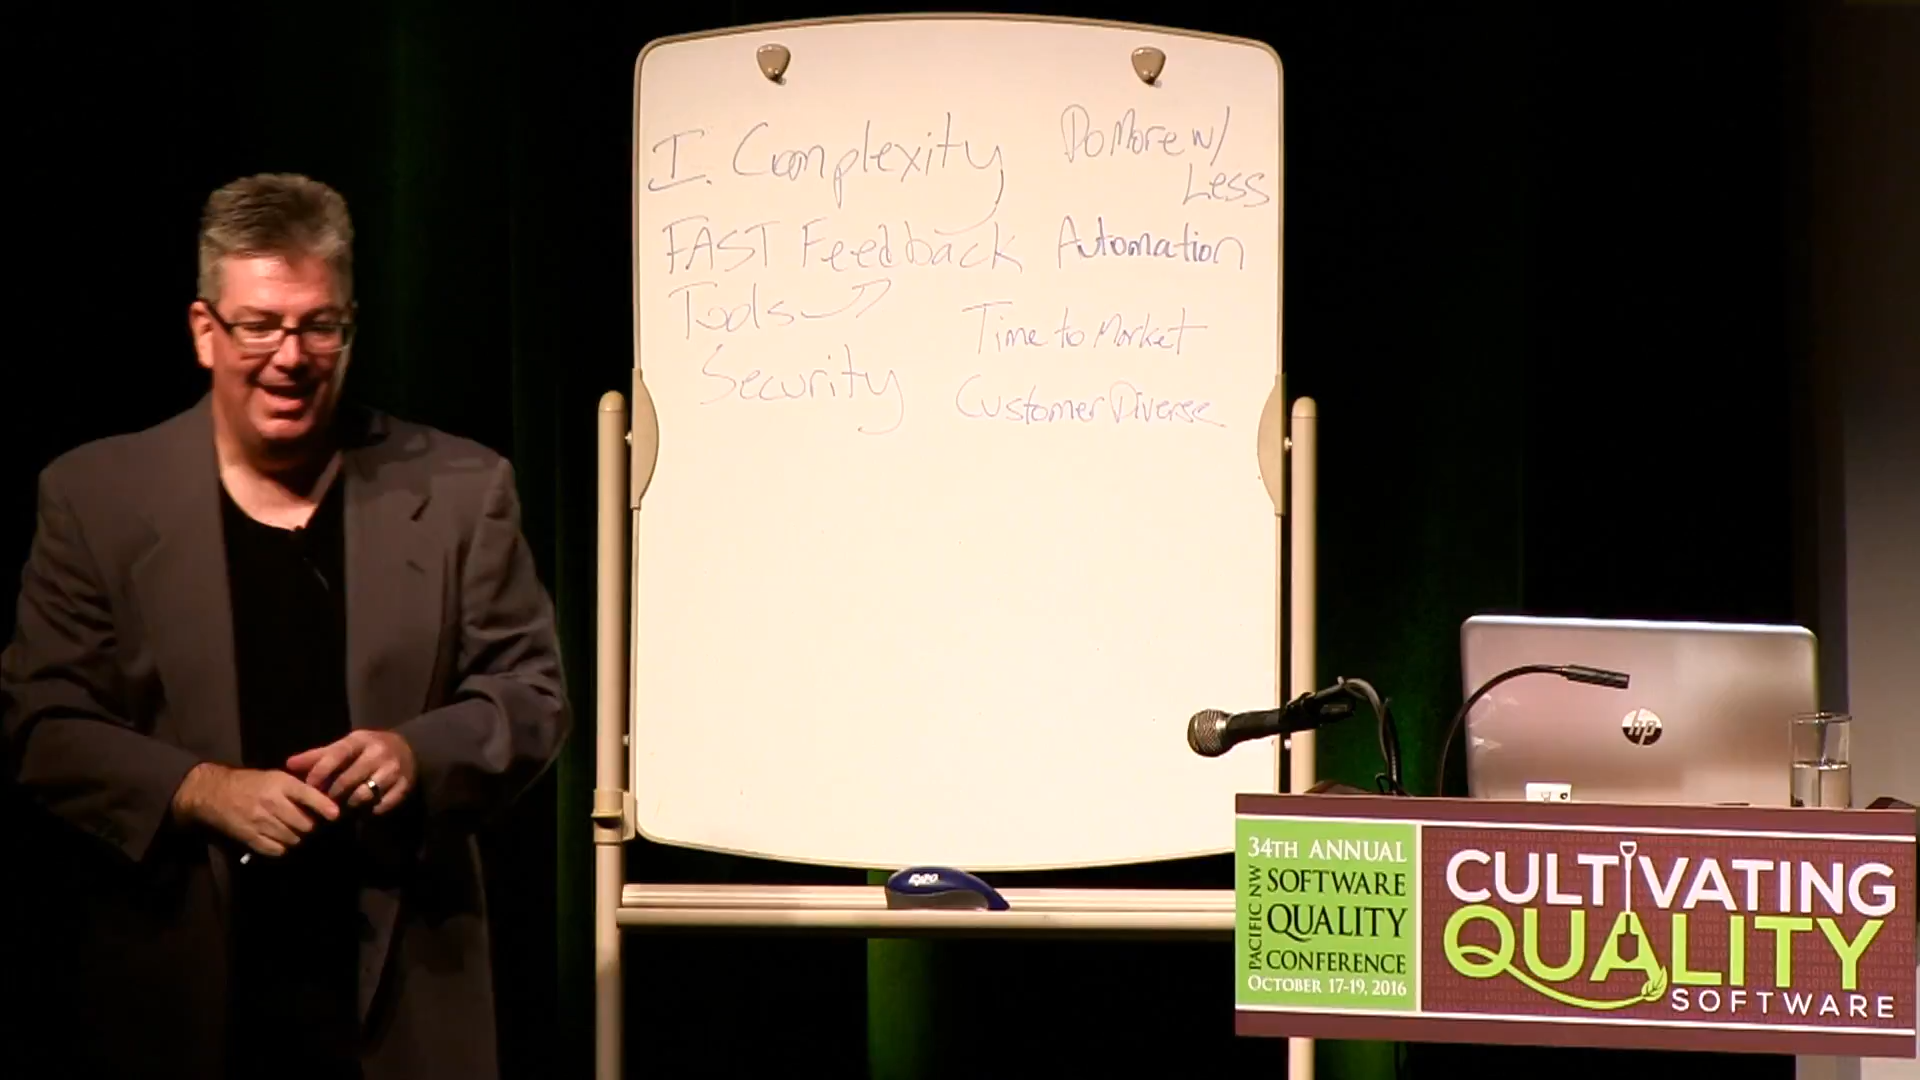 I. Complexity
Do More w/
Less
FAST Feedback
Automation
Tools
Time to Market
Security
Customer Diverse
EXPO
hp
34TH ANNUAL
PACIFIC NW
SOFTWARE
QUALITY
CONFERENCE
OCTOBER 17-19, 2016
CULTIVATING
QUALITY
SOFTWARE